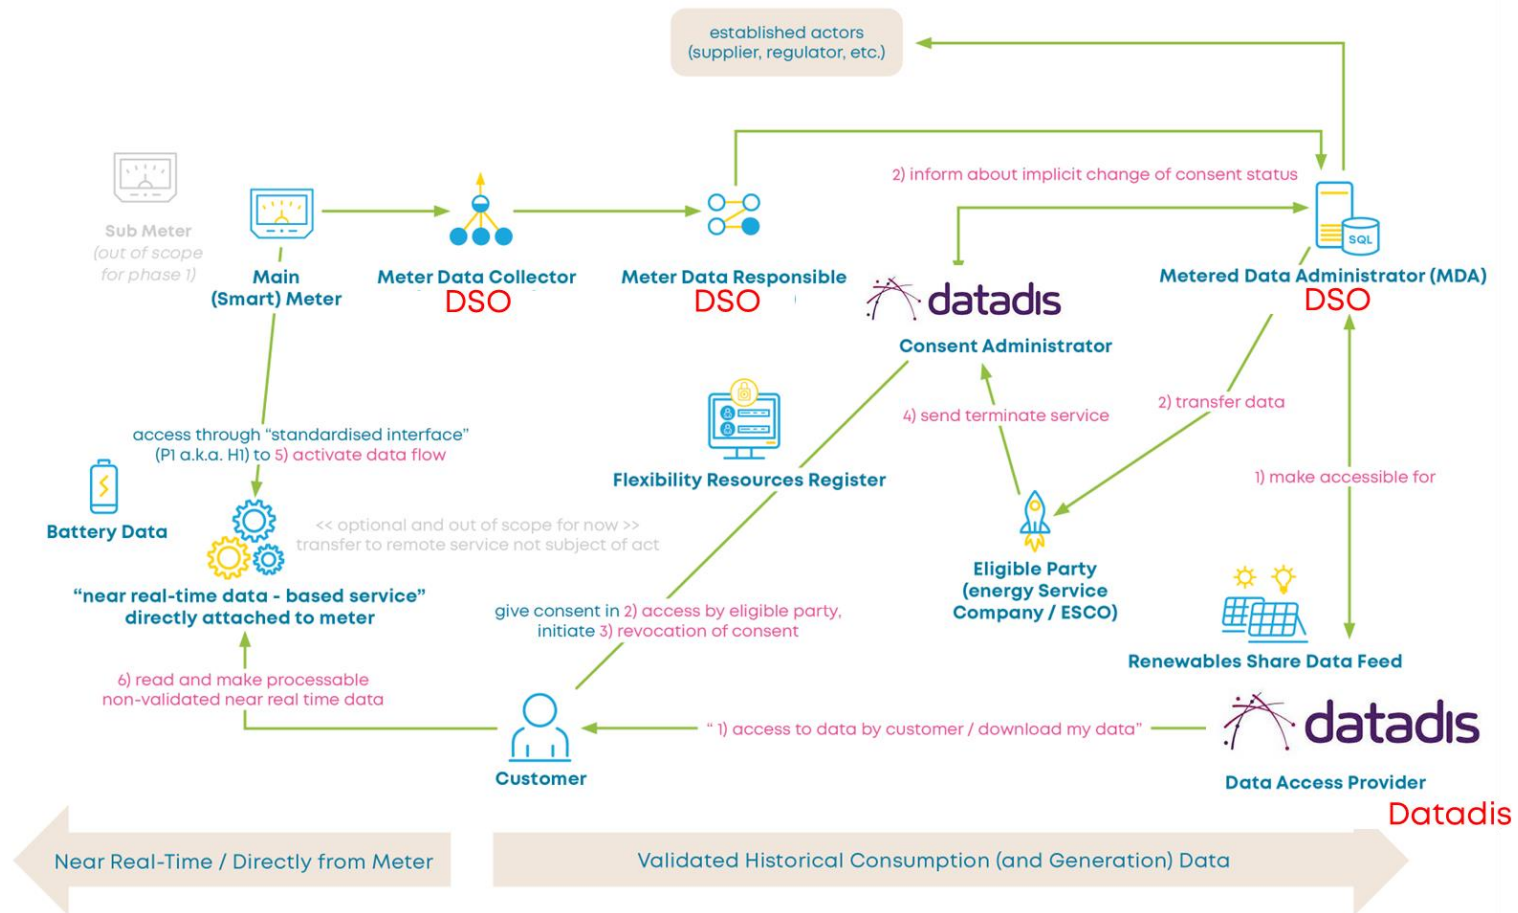 established actors
(supplier, regulator, etc.)
2) inform about implicit change of consent status
Sub Meter
(out of scope
for phase 1)
Main
(Smart) Meter
Meter Data Collector
DSO
Meter Data Responsible
DSO
SQL
Metered Data Administrator (MDA)
DSO
datadis
Consent Administrator
4) send terminate service
2) transfer data
access through “standardised interface”
(P1 a.k.a. H1) to 5) activate data flow
Flexibility Resources Register
1) make accessible for
Battery Data
<< optional and out of scope for now >>
transfer to remote service not subject of act
“near real-time data - based service”
directly attached to meter
Eligible Party
(energy Service
Company / ESCO)
give consent in 2) access by eligible party,
initiate 3) revocation of consent
Renewables Share Data Feed
6) read and make processable
non-validated near real time data
“ 1) access to data by customer / download my data”
datadis
Customer
Data Access Provider
Datadis
Near Real-Time / Directly from Meter
Validated Historical Consumption (and Generation) Data